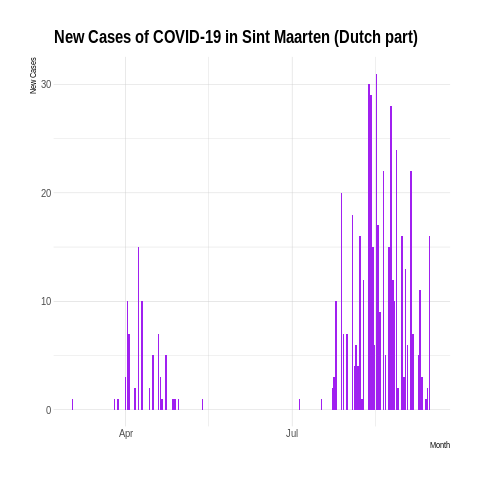 New Cases of COVID-19 in Sint Maarten (Dutch part)
New Cases
30
20
10
0
Apr
Jul
Month